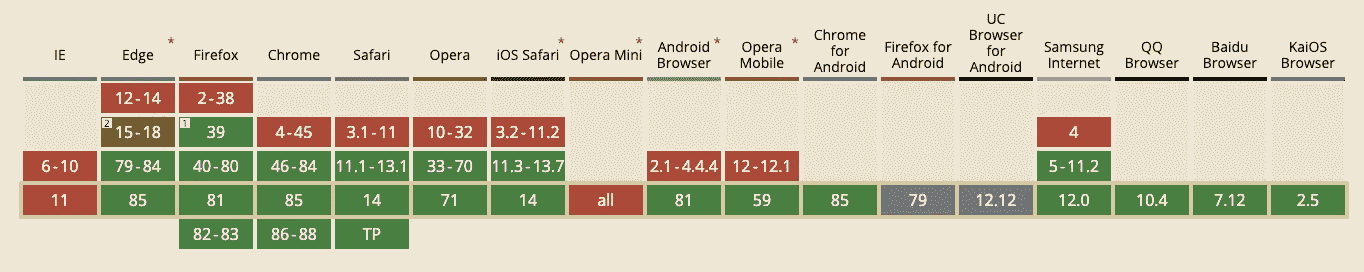 IE Edge * Firefox Chrome Safari Opera iOS Safari * Opera Mini * Android Browser * Opera Mobile * Chrome for Android Firefox for Android UC Browser for Android Samsung Internet QQ Browser Baidu Browser KaiOS Browser
12-14 2-38
2 15-18 1 39 4-45 3.1-11 10-32 3.2-11.2 4
6-10 79-84 40-80 46-84 11.1-13.1 33-70 11.3-13.7 2.1-4.4.4 12-12.1 5-11.2
11 85 81 85 14 71 14 all 81 59 85 79 12.12 12.0 10.4 7.12 2.5
82-83 86-88 TP